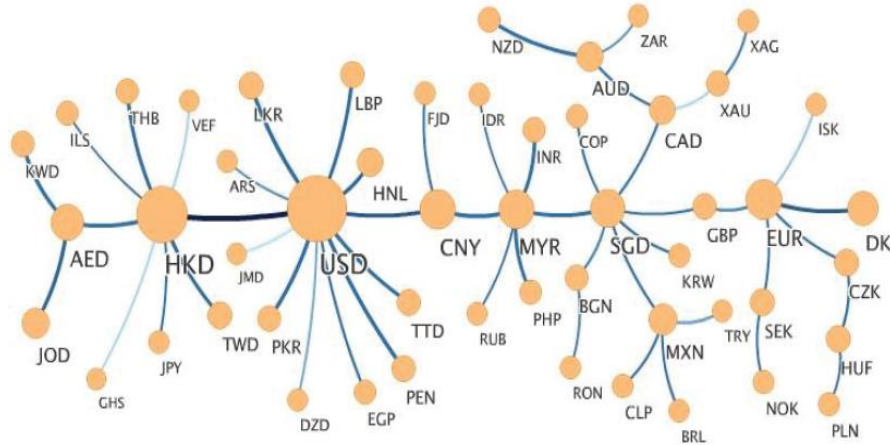 NZD
ZAR
XAG
AUD
XAU
THB
VEF
LKR
LBP
ILS
FJD
IDR
COP
CAD
ISK
KWD
ARS
HNL
INR
AED
HKD
JMD
USD
CNY
MYR
SGD
GBP
EUR
DK
KRW
CZK
JOD
TWD
PKR
TTD
RUB
PHP
BGN
MXN
TRY
SEK
HUF
GHS
JPY
DZD
EGP
PEN
RON
CLP
BRL
NOK
PLN